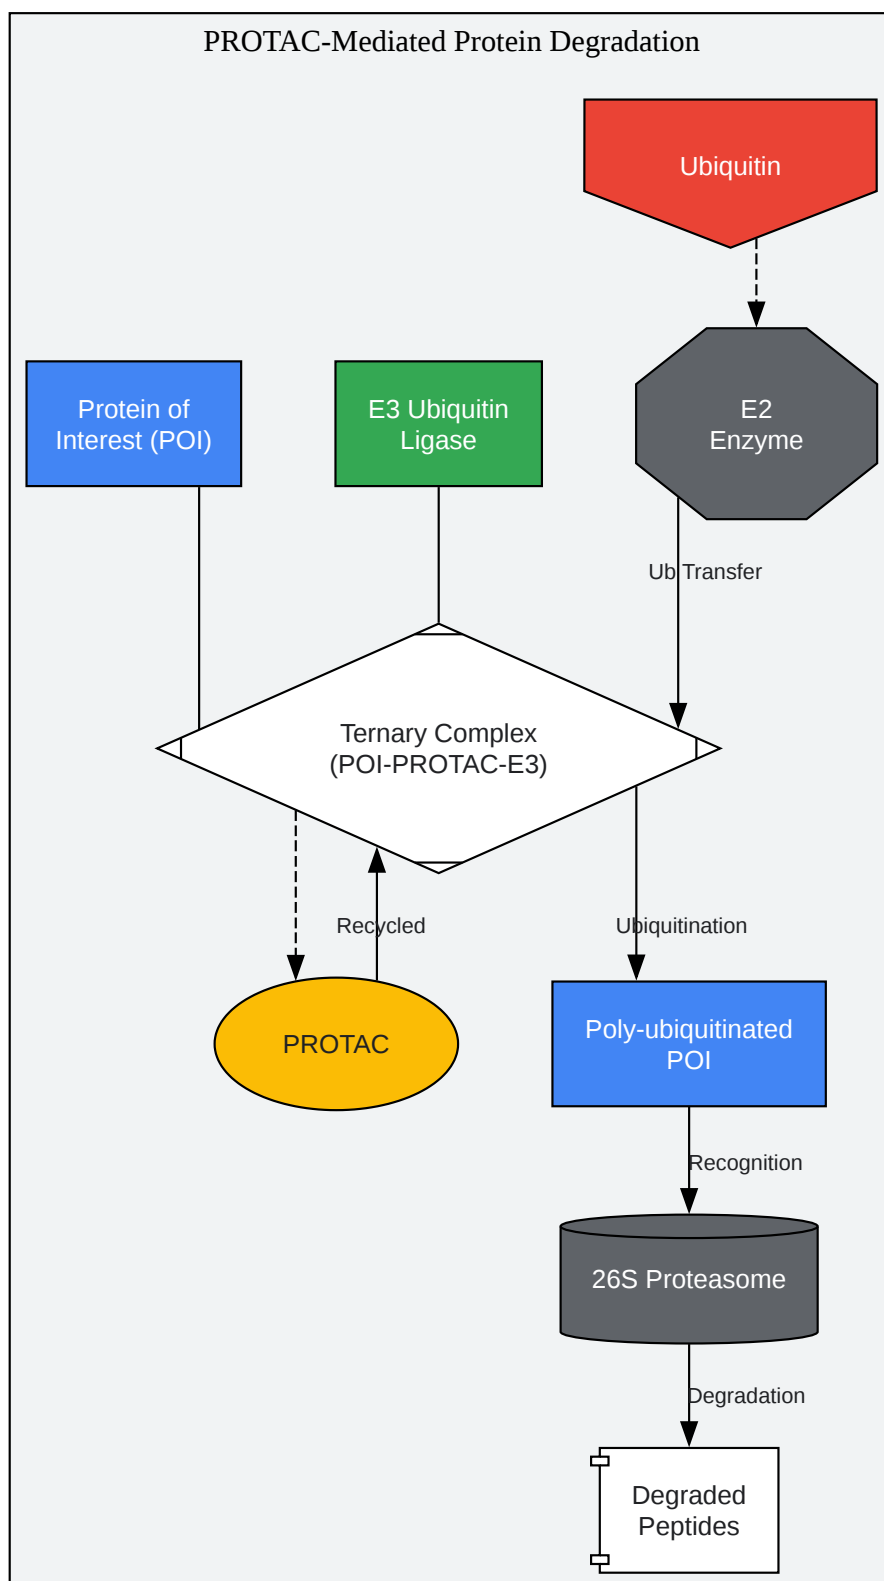 PROTAC-Mediated Protein Degradation
Ubiquitin
Protein of
Interest (POI)
E3 Ubiquitin
Ligase
E2
Enzyme
Ub Transfer
Ternary Complex
(POI-PROTAC-E3)
Recycled
Ubiquitination
PROTAC
Poly-ubiquitinated
POI
Recognition
26S Proteasome
Degradation
Degraded
Peptides